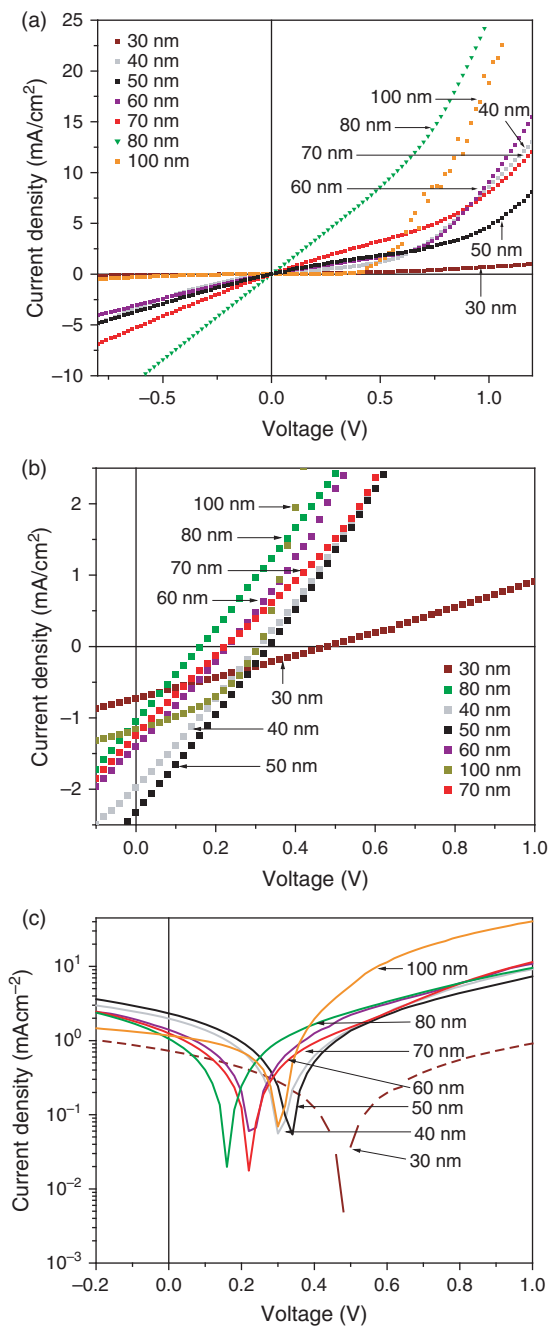 (a)
Current density (mA/cm²)
25
20
15
10
5
0
−5
−10
30 nm
40 nm
50 nm
60 nm
70 nm
80 nm
100 nm
100 nm
80 nm
40 nm
70 nm
60 nm
50 nm
30 nm
−0.5
0.0
0.5
1.0
Voltage (V)
(b)
Current density (mA/cm²)
2
1
0
−1
−2
100 nm
80 nm
70 nm
60 nm
30 nm
40 nm
50 nm
30 nm
80 nm
40 nm
50 nm
60 nm
100 nm
70 nm
0.0
0.2
0.4
0.6
0.8
1.0
Voltage (V)
(c)
Current density (mAcm⁻²)
10¹
10⁰
10⁻¹
10⁻²
10⁻³
100 nm
80 nm
70 nm
60 nm
50 nm
40 nm
30 nm
−0.2
0.0
0.2
0.4
0.6
0.8
1.0
Voltage (V)